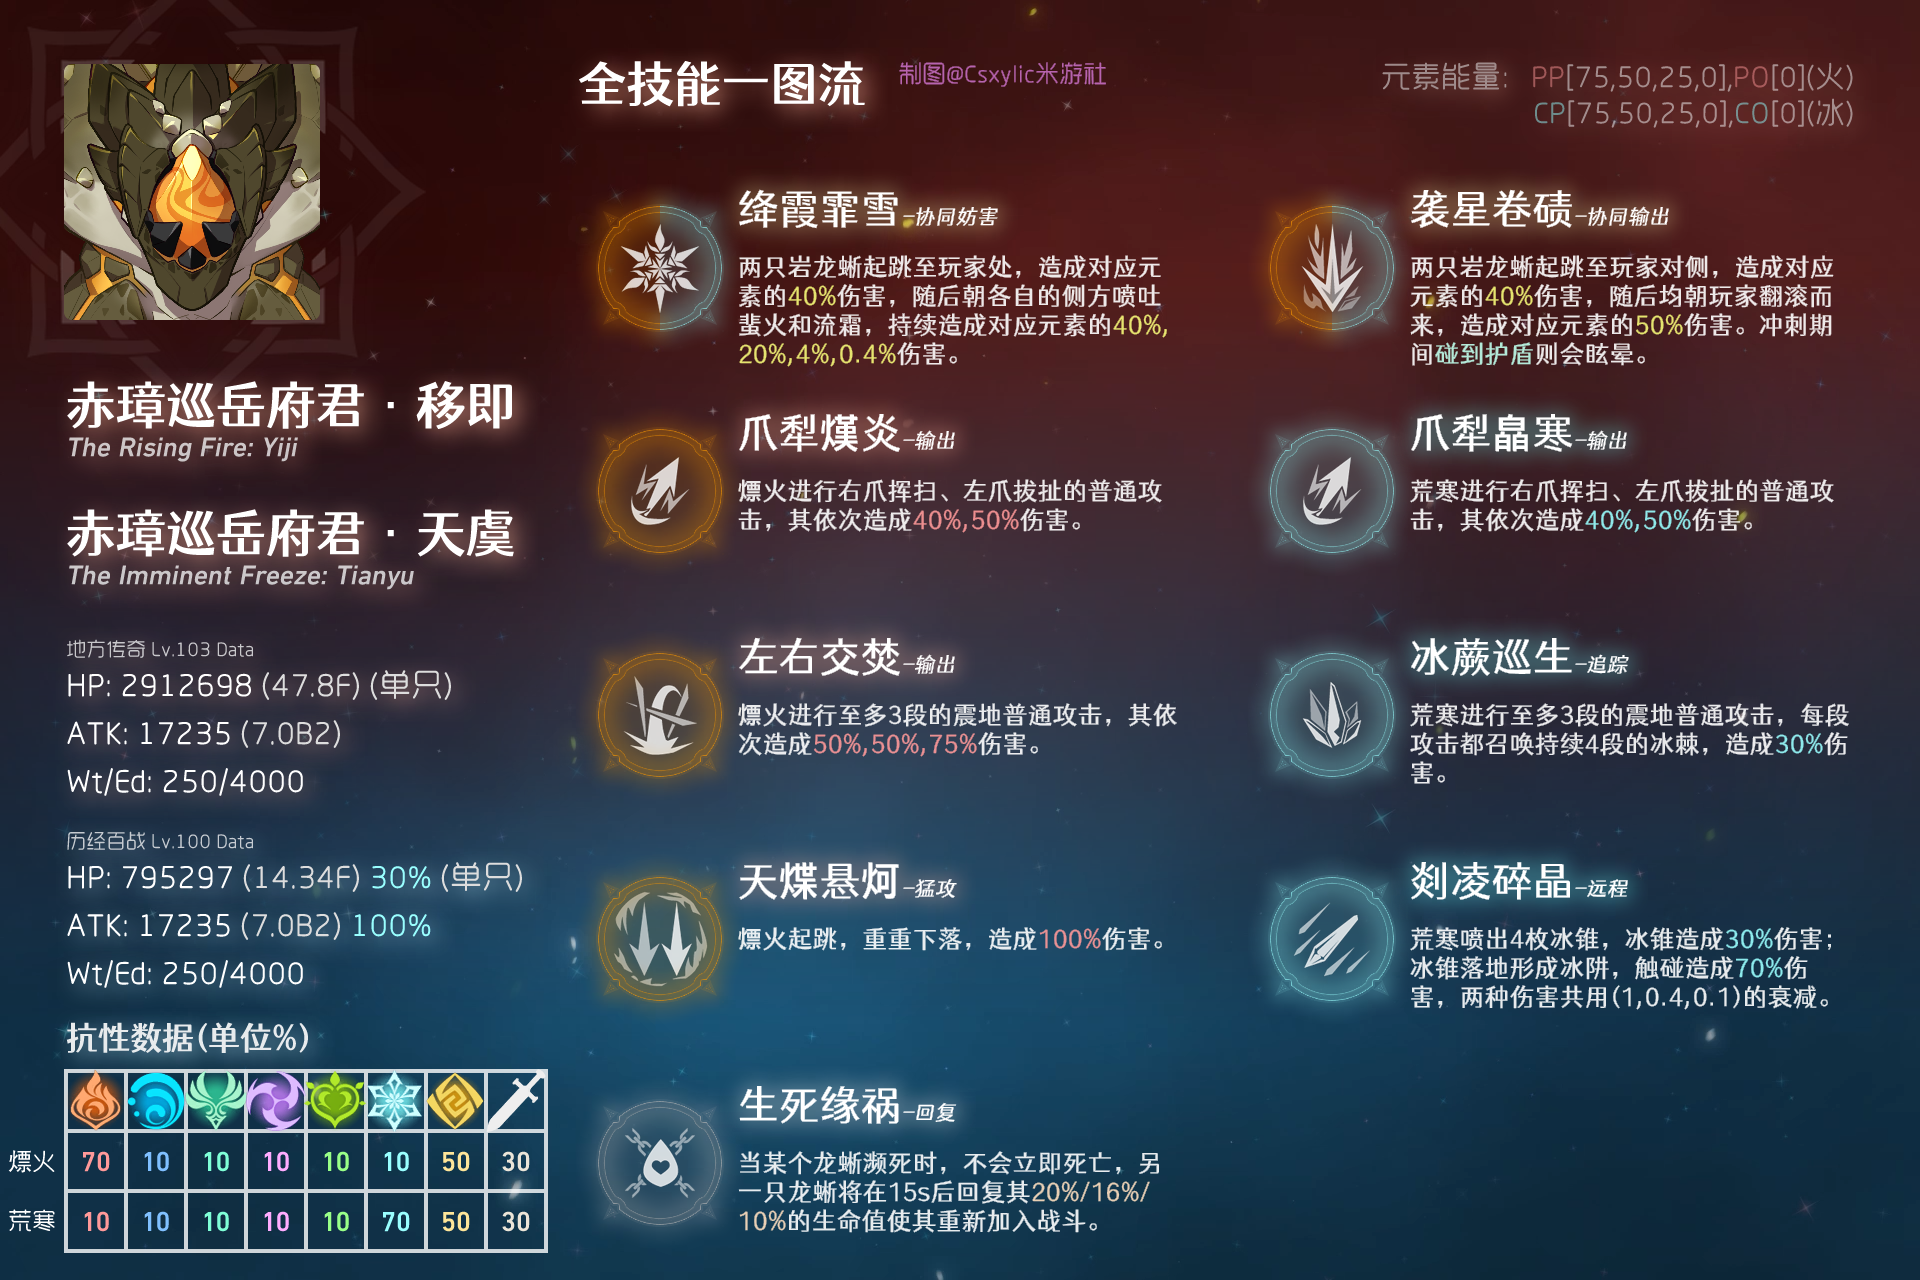 全技能一图流
制图@Csxylic米游社
元素能量: PP[75,50,25,0],PO[0](火)
CP[75,50,25,0],CO[0](冰)
赤璋巡岳府君·移即
The Rising Fire: Yiji
赤璋巡岳府君·天虞
The Imminent Freeze: Tianyu
地方传奇 Lv.103 Data
HP: 2912698 (47.8F) (单只)
ATK: 17235 (7.0B2)
Wt/Ed: 250/4000
历经百战 Lv.100 Data
HP: 795297 (14.34F) 30% (单只)
ATK: 17235 (7.0B2) 100%
Wt/Ed: 250/4000
抗性数据(单位%)
熛火 70 10 10 10 10 10 50 30
荒寒 10 10 10 10 10 70 50 30
绛霞霏雪-协同妨害
两只岩龙蜥起跳至玩家处，造成对应元
素的40%伤害，随后朝各自的侧方喷吐
蜚火和流霜，持续造成对应元素的40%,
20%,4%,0.4%伤害。
袭星卷碛-协同输出
两只岩龙蜥起跳至玩家对侧，造成对应
元素的40%伤害，随后均朝玩家翻滚而
来，造成对应元素的50%伤害。冲刺期
间碰到护盾则会眩晕。
爪犁熯炎-输出
熛火进行右爪挥扫、左爪拔扯的普通攻
击，其依次造成40%,50%伤害。
爪犁皛寒-输出
荒寒进行右爪挥扫、左爪拔扯的普通攻
击，其依次造成40%,50%伤害。
左右交焚-输出
熛火进行至多3段的震地普通攻击，其依
次造成50%,50%,75%伤害。
冰蕨巡生-追踪
荒寒进行至多3段的震地普通攻击，每段
攻击都召唤持续4段的冰棘，造成30%伤
害。
天煠悬炣-猛攻
熛火起跳，重重下落，造成100%伤害。
剡凌碎晶-远程
荒寒喷出4枚冰锥，冰锥造成30%伤害；
冰锥落地形成冰阱，触碰造成70%伤
害，两种伤害共用(1,0.4,0.1)的衰减。
生死缘祸-回复
当某个龙蜥濒死时，不会立即死亡，另
一只龙蜥将在15s后回复其20%/16%/
10%的生命值使其重新加入战斗。